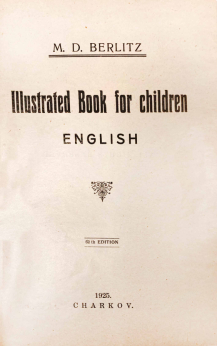 M. D. BERLITZ
Illustrated Book for children
ENGLISH
EDITION
1925.
CHARKOV.